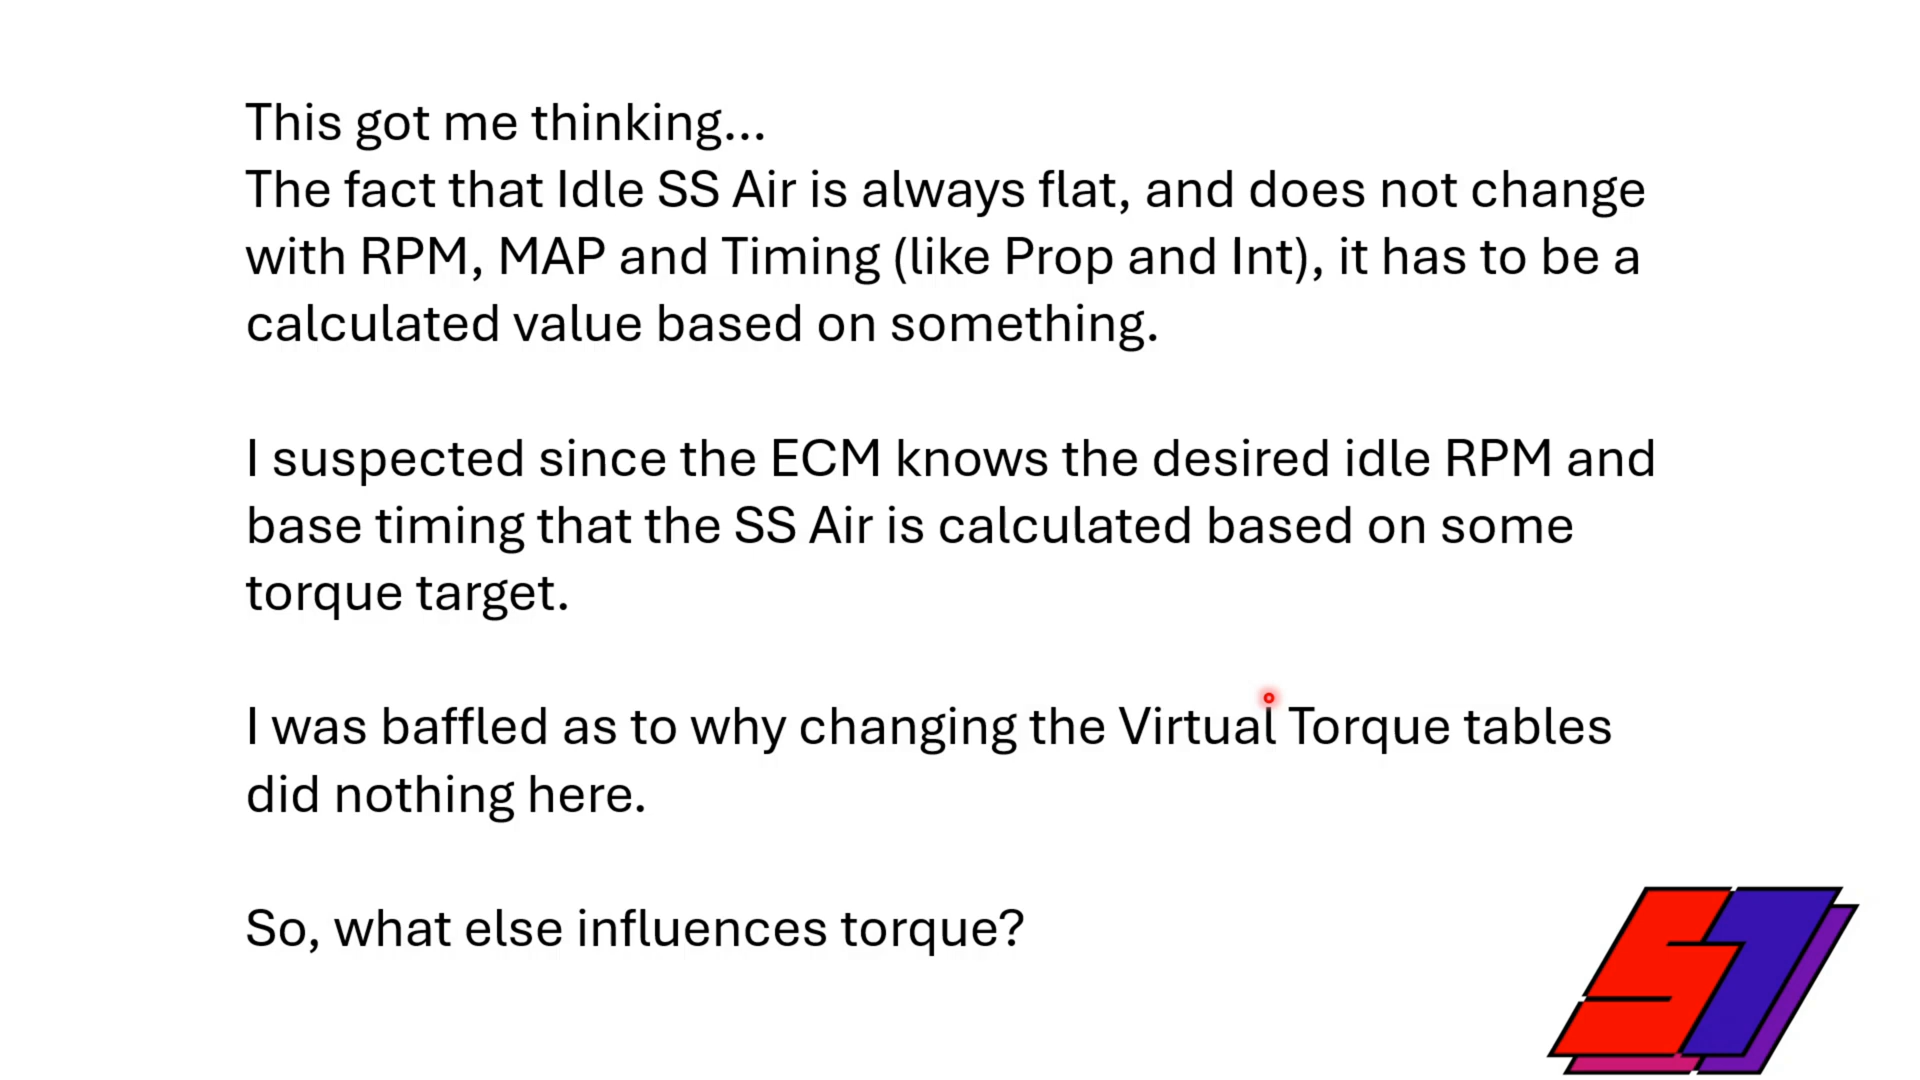 This got me thinking...
The fact that Idle SS Air is always flat, and does not change
with RPM, MAP and Timing (like Prop and Int), it has to be a
calculated value based on something.
I suspected since the ECM knows the desired idle RPM and
base timing that the SS Air is calculated based on some
torque target.
I was baffled as to why changing the Virtual Torque tables
did nothing here.
So, what else influences torque?